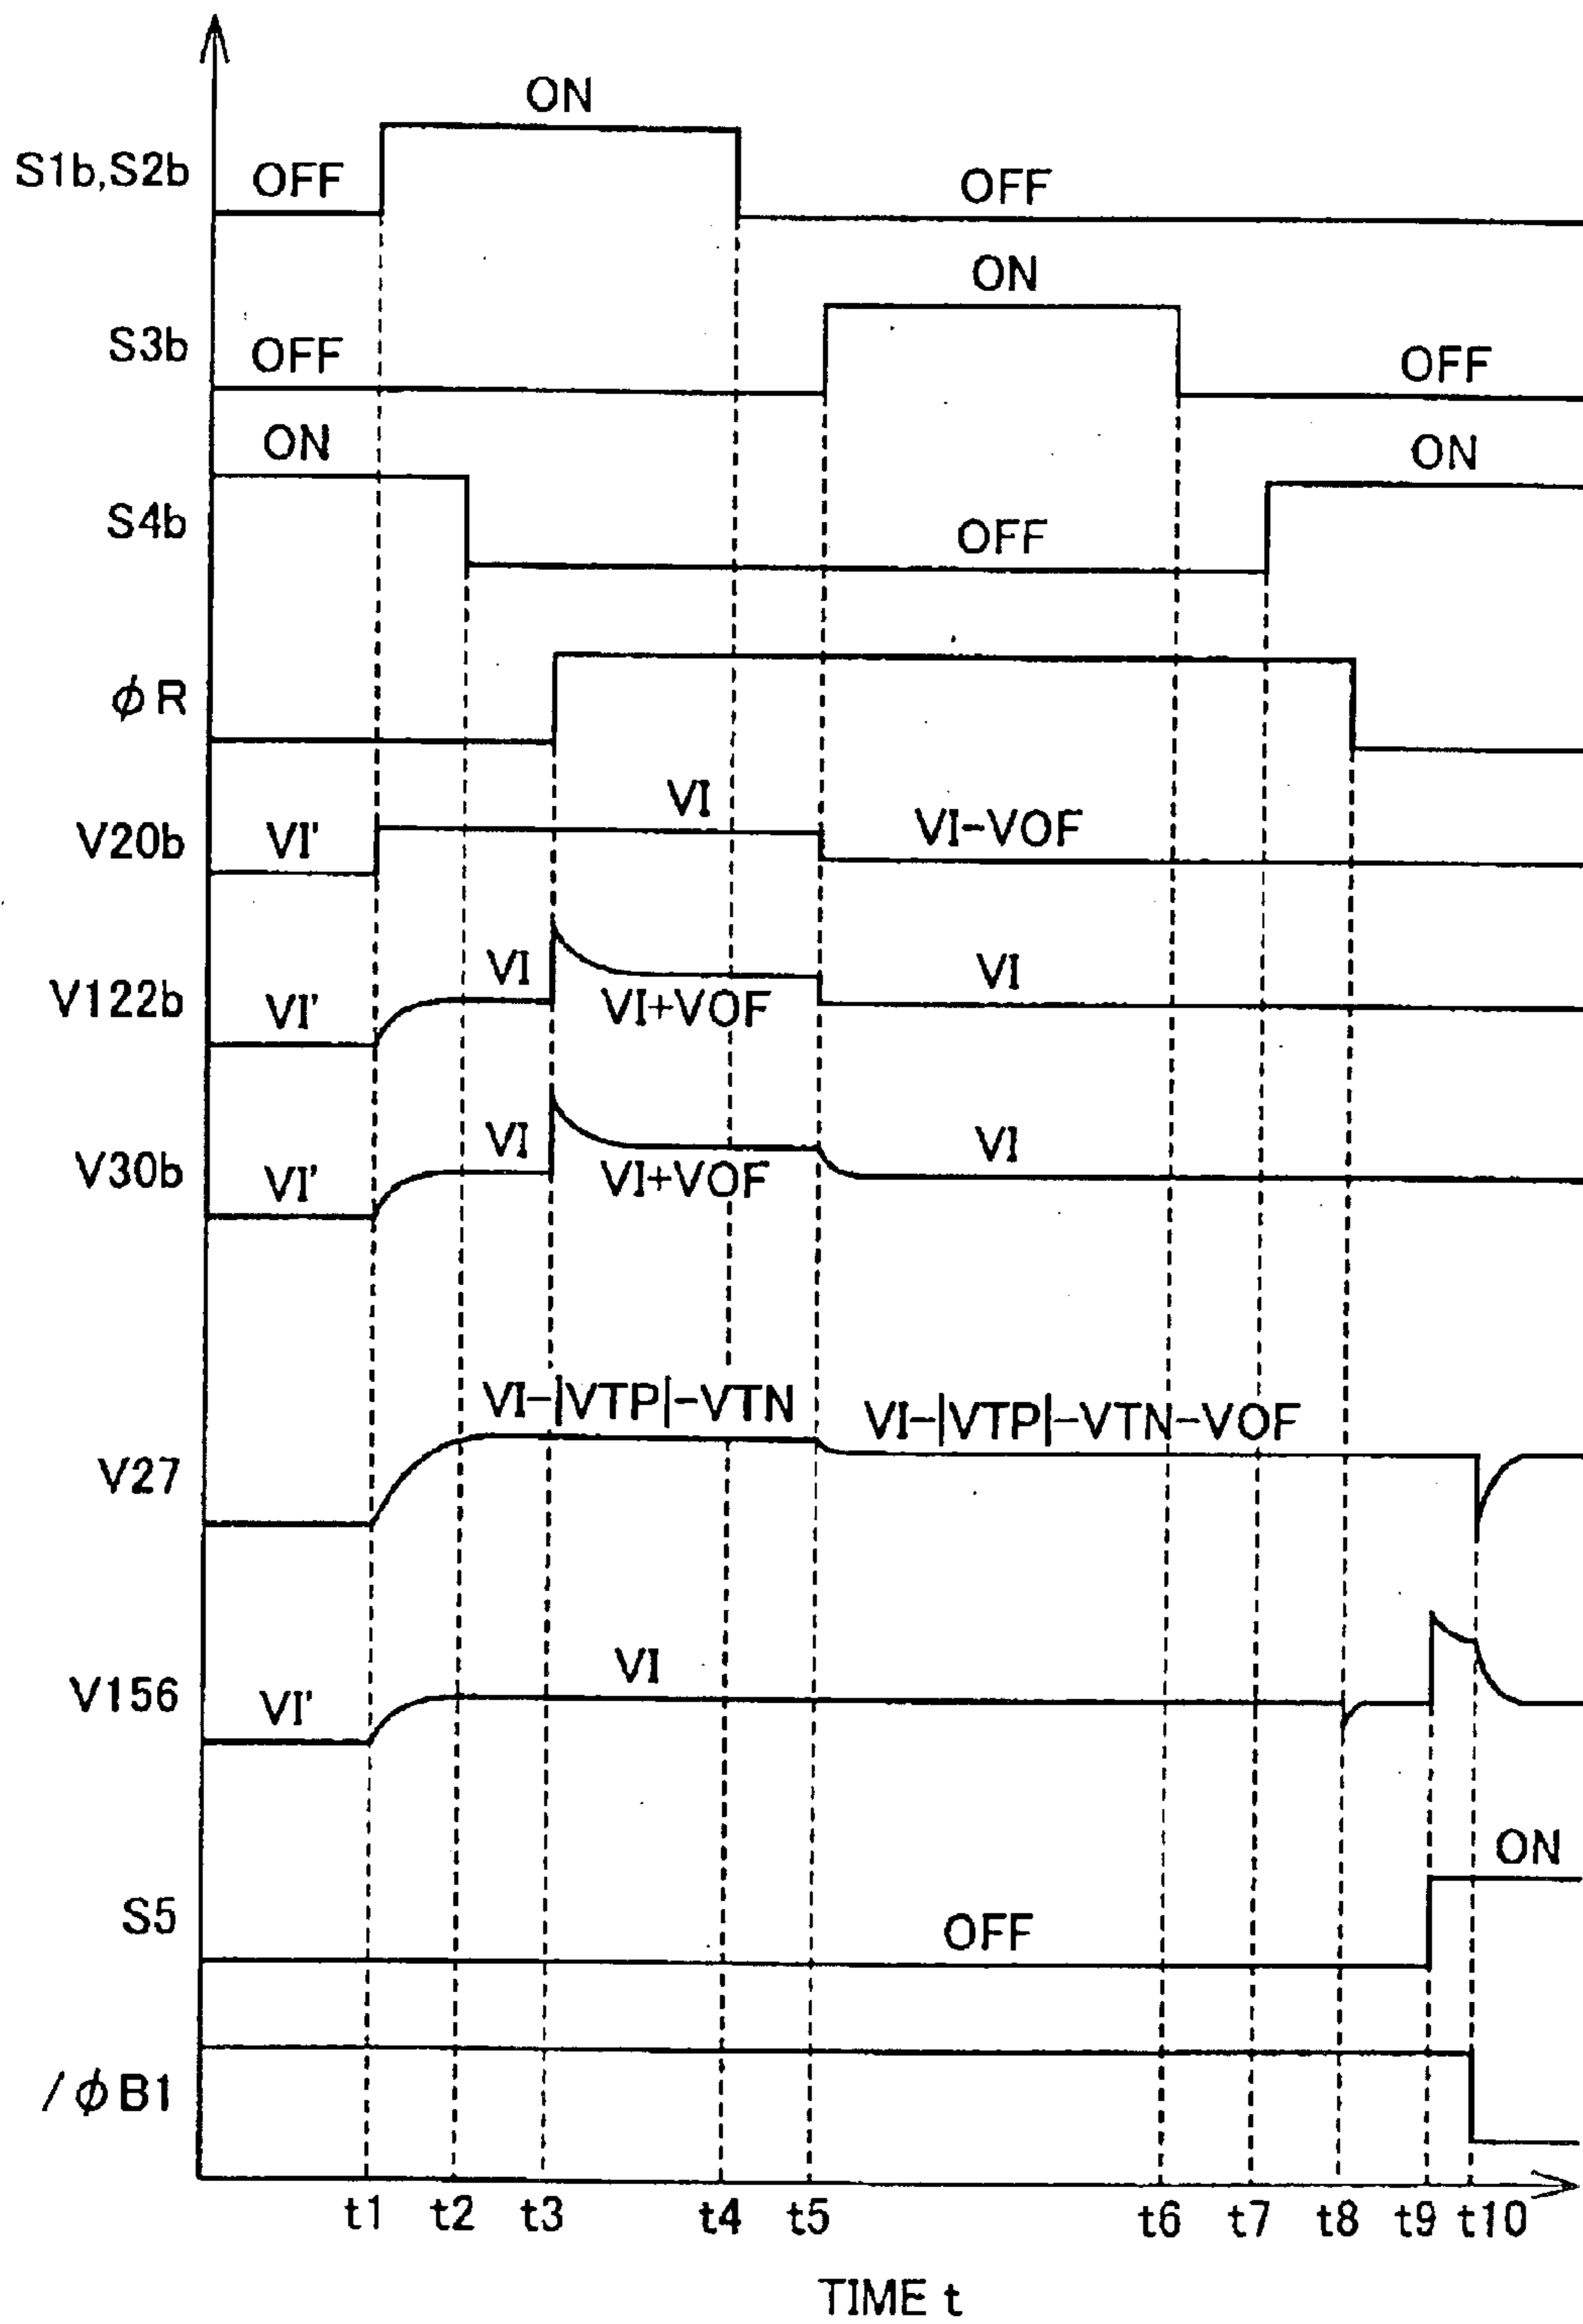 ON
S1b,S2b OFF OFF
ON
S3b OFF OFF
ON ON
S4b OFF
φR
VI
V20b VI' VI-VOF
VI VI
V122b VI' VI+VOF
VI VI
V30b VI' VI+VOF
VI-|VTP|-VTN VI-|VTP|-VTN-VOF
V27
VI
V156 VI'
ON
S5 OFF
/φB1
t1 t2 t3 t4 t5 t6 t7 t8 t9 t10
TIME t